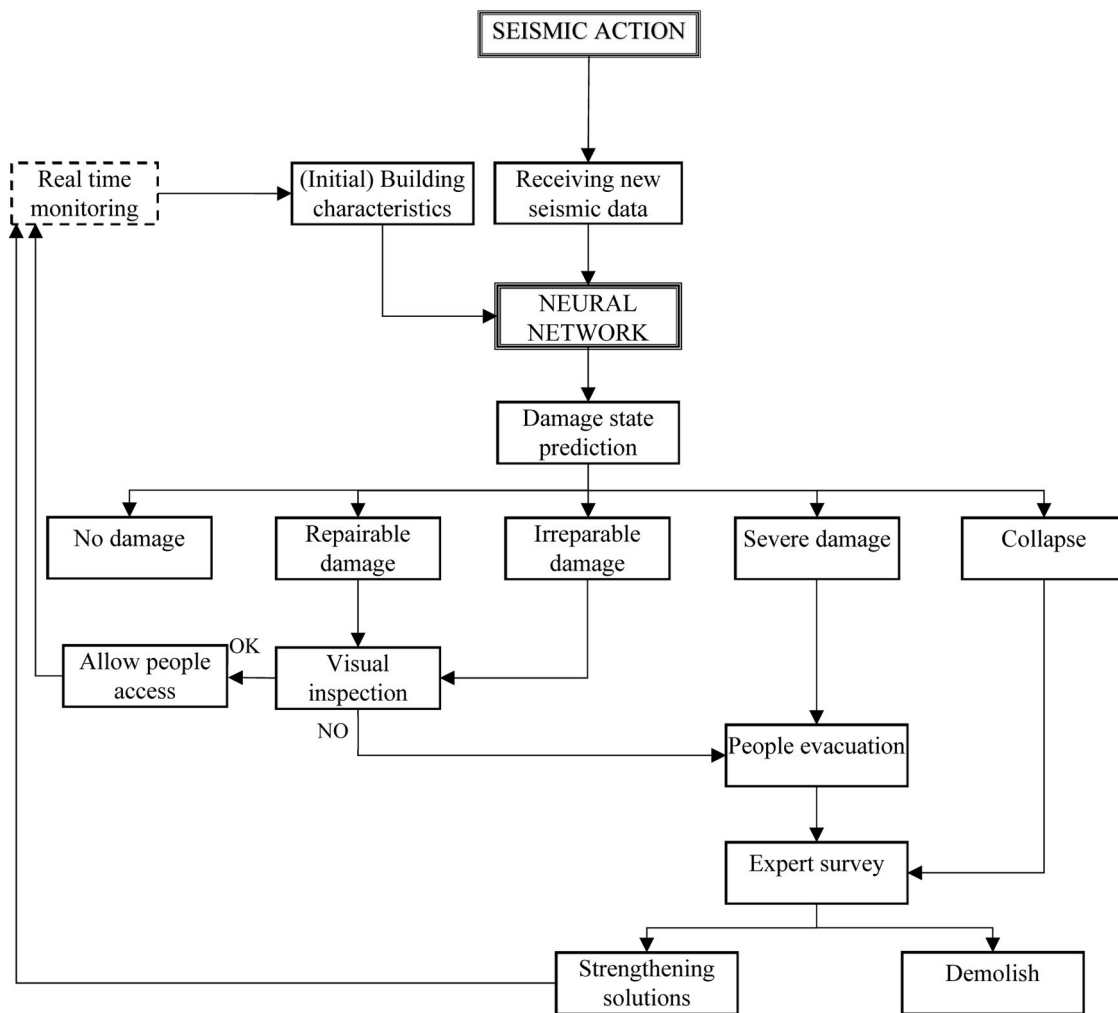 SEISMIC ACTION
Real time
monitoring
(Initial) Building
characteristics
Receiving new
seismic data
NEURAL
NETWORK
Damage state
prediction
No damage
Repairable
damage
Irreparable
damage
Severe damage
Collapse
Allow people
access
OK
Visual
inspection
NO
People evacuation
Expert survey
Strengthening
solutions
Demolish